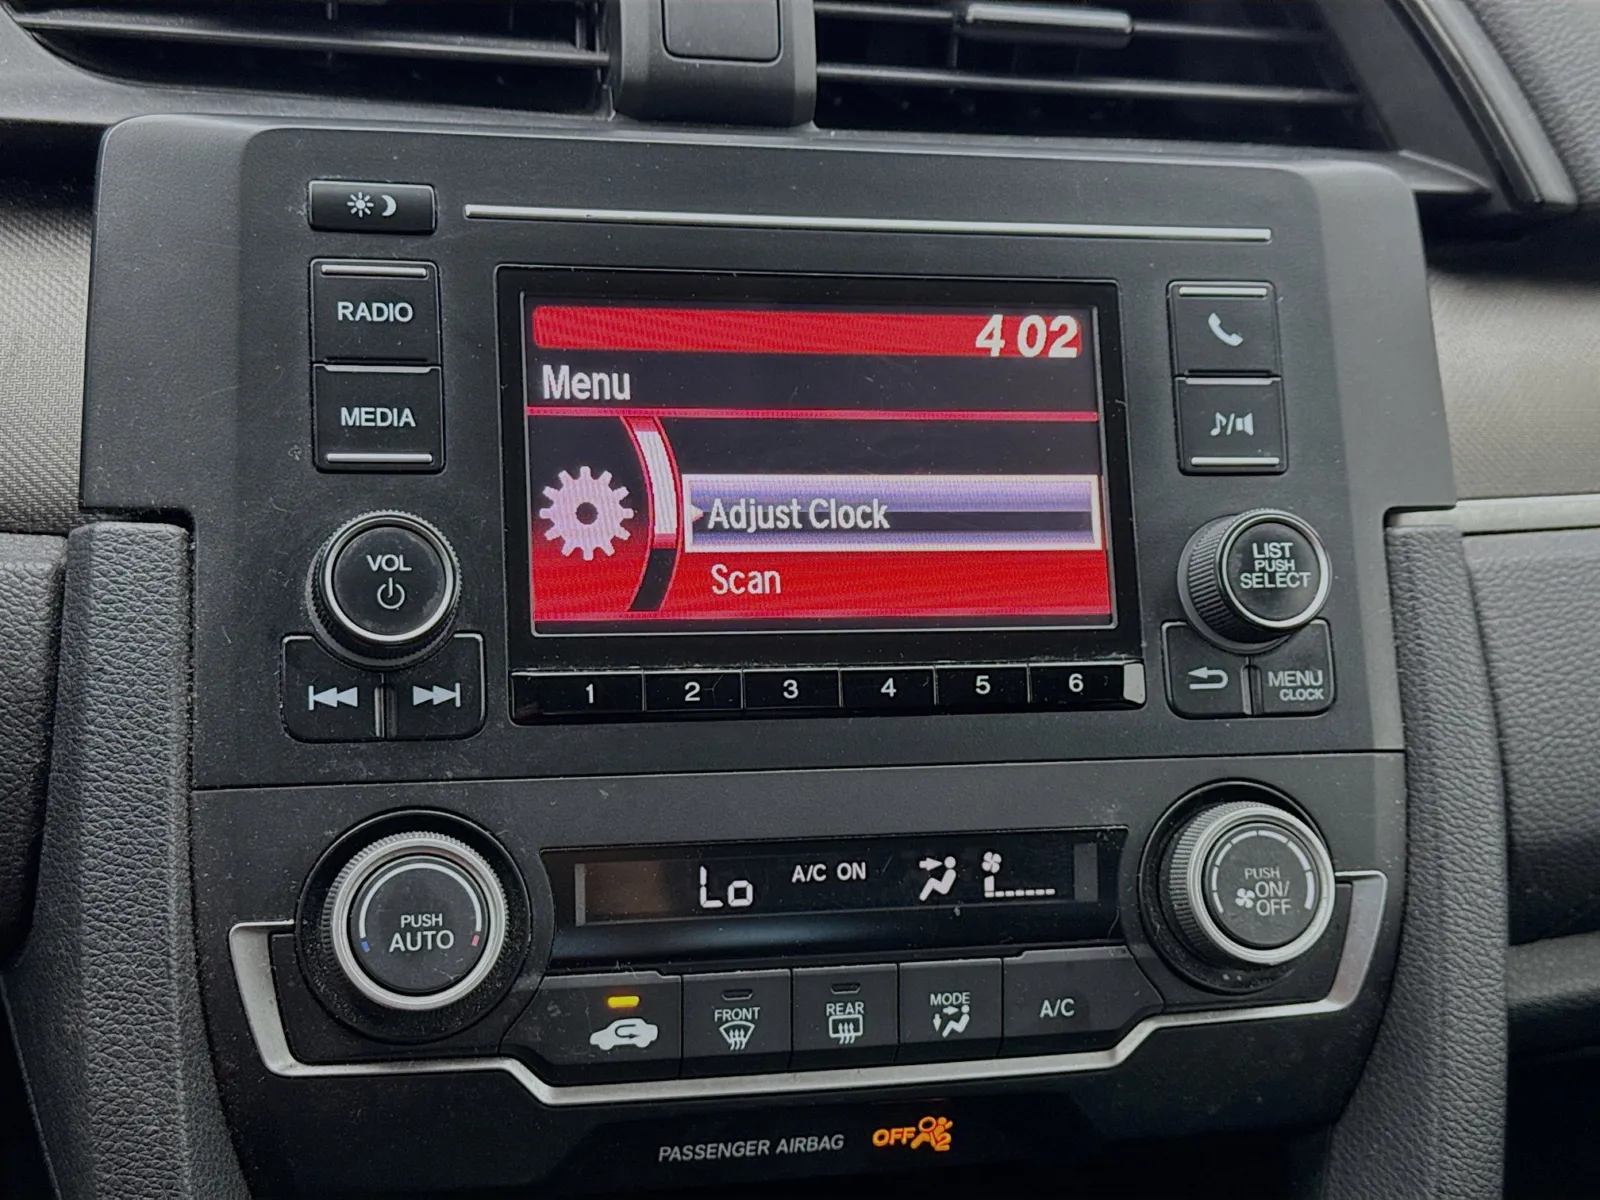 RADIO
MEDIA
4 02
Menu
Adjust Clock
Scan
VOL
LIST
PUSH
SELECT
1 2 3 4 5 6
MENU
CLOCK
PUSH
AUTO
Lo A/C ON
PUSH
ON/
OFF
FRONT
REAR
MODE
A/C
PASSENGER AIRBAG OFF 2